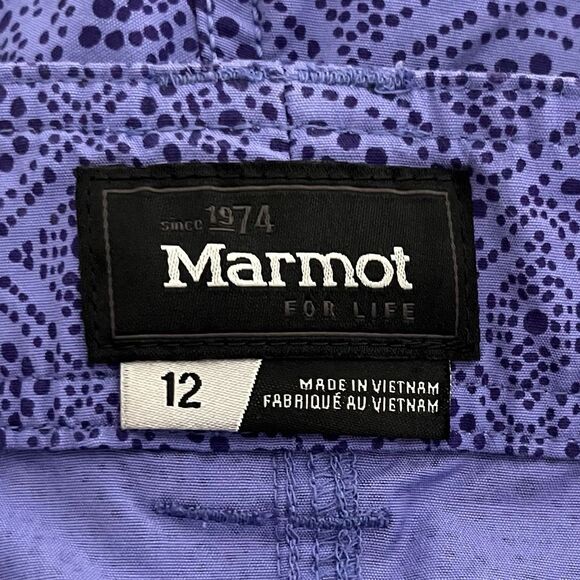 since 1974
Marmot
FOR LIFE
12
MADE IN VIETNAM
FABRIQUÉ AU VIETNAM